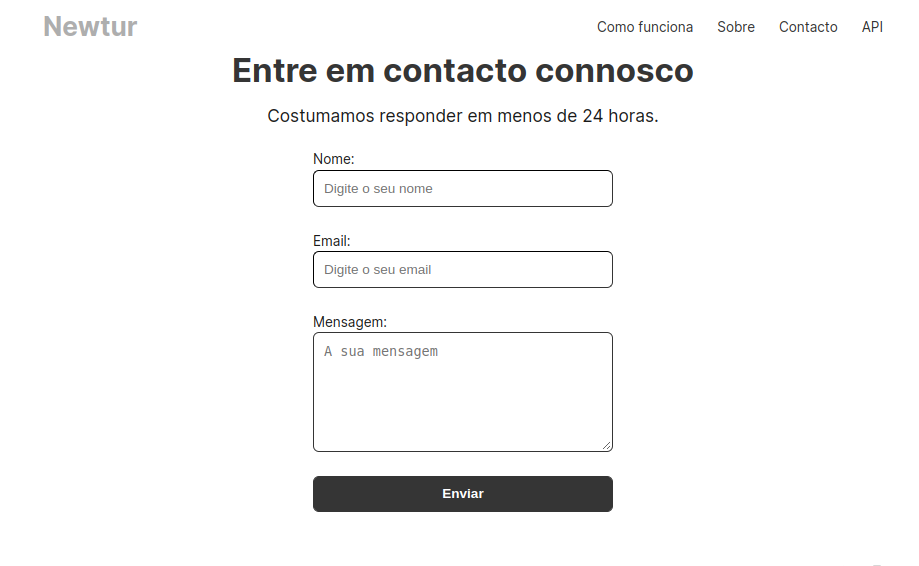 Newtur
Como funciona Sobre Contacto API
Entre em contacto connosco
Costumamos responder em menos de 24 horas.
Nome:
Digite o seu nome
Email:
Digite o seu email
Mensagem:
A sua mensagem
Enviar